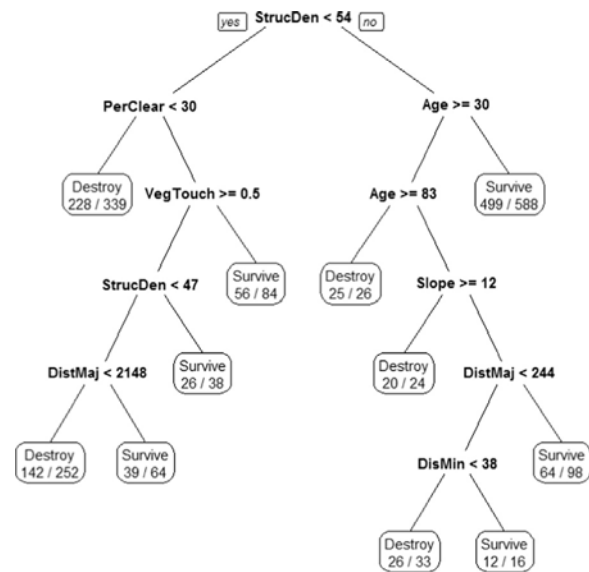 yes StrucDen < 54 no
PerClear < 30
Age >= 30
Destroy
228 / 339
VegTouch >= 0.5
Age >= 83
Survive
499 / 588
StrucDen < 47
Survive
56 / 84
Destroy
25 / 26
Slope >= 12
DistMaj < 2148
Survive
26 / 38
Destroy
20 / 24
DistMaj < 244
Destroy
142 / 252
Survive
39 / 64
DisMin < 38
Survive
64 / 98
Destroy
26 / 33
Survive
12 / 16